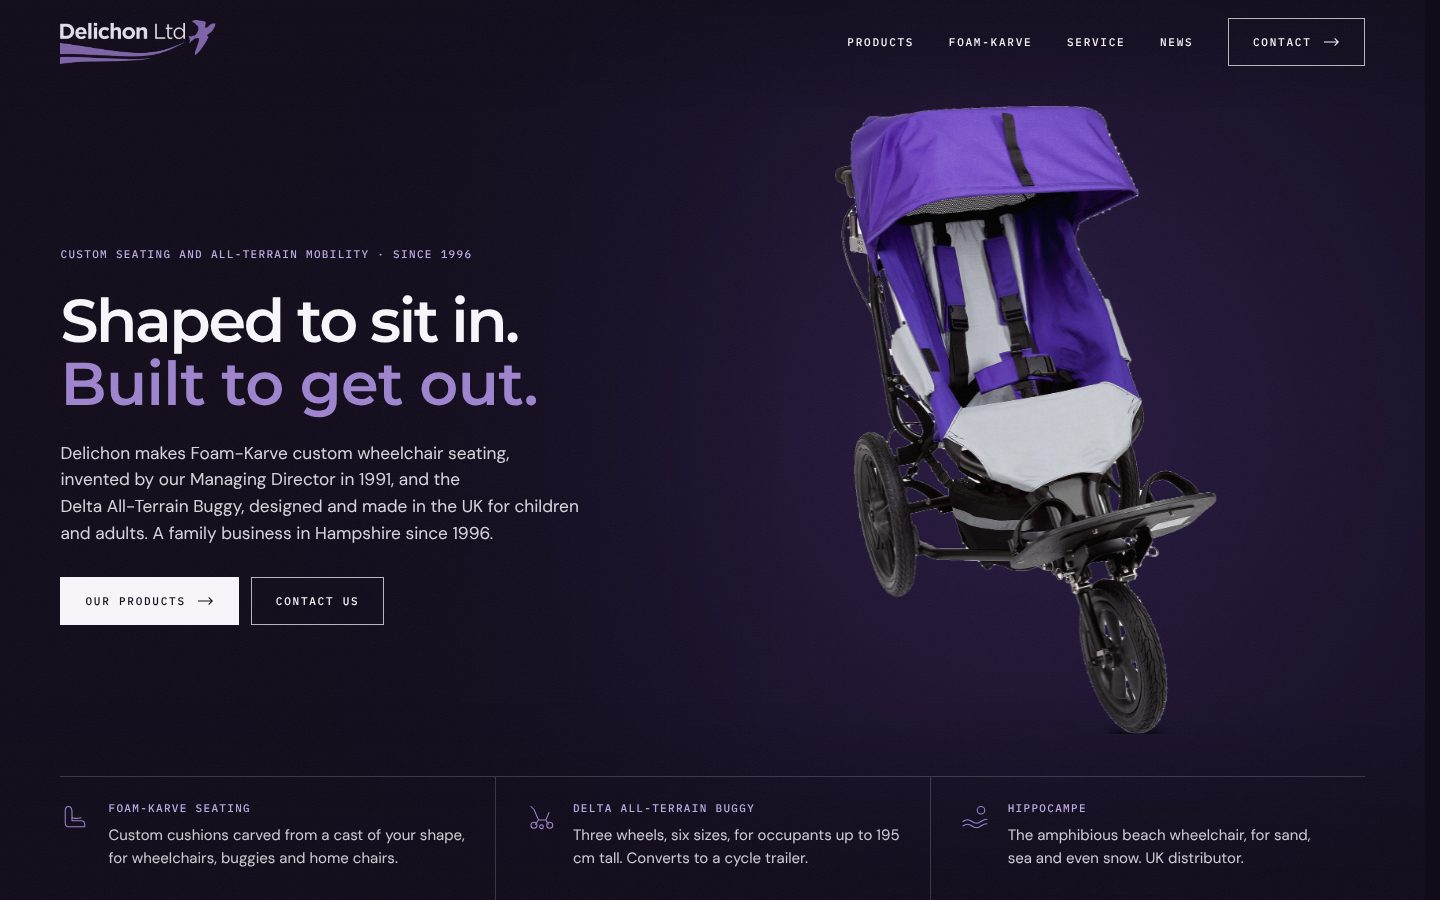 Delichon Ltd
PRODUCTS
FOAM-KARVE
SERVICE
NEWS
CONTACT
CUSTOM SEATING AND ALL-TERRAIN MOBILITY · SINCE 1996
Shaped to sit in.
Built to get out.
Delichon makes Foam-Karve custom wheelchair seating,
invented by our Managing Director in 1991, and the
Delta All-Terrain Buggy, designed and made in the UK for children
and adults. A family business in Hampshire since 1996.
OUR PRODUCTS
CONTACT US
FOAM-KARVE SEATING
Custom cushions carved from a cast of your shape,
for wheelchairs, buggies and home chairs.
DELTA ALL-TERRAIN BUGGY
Three wheels, six sizes, for occupants up to 195
cm tall. Converts to a cycle trailer.
HIPPOCAMPE
The amphibious beach wheelchair, for sand,
sea and even snow. UK distributor.